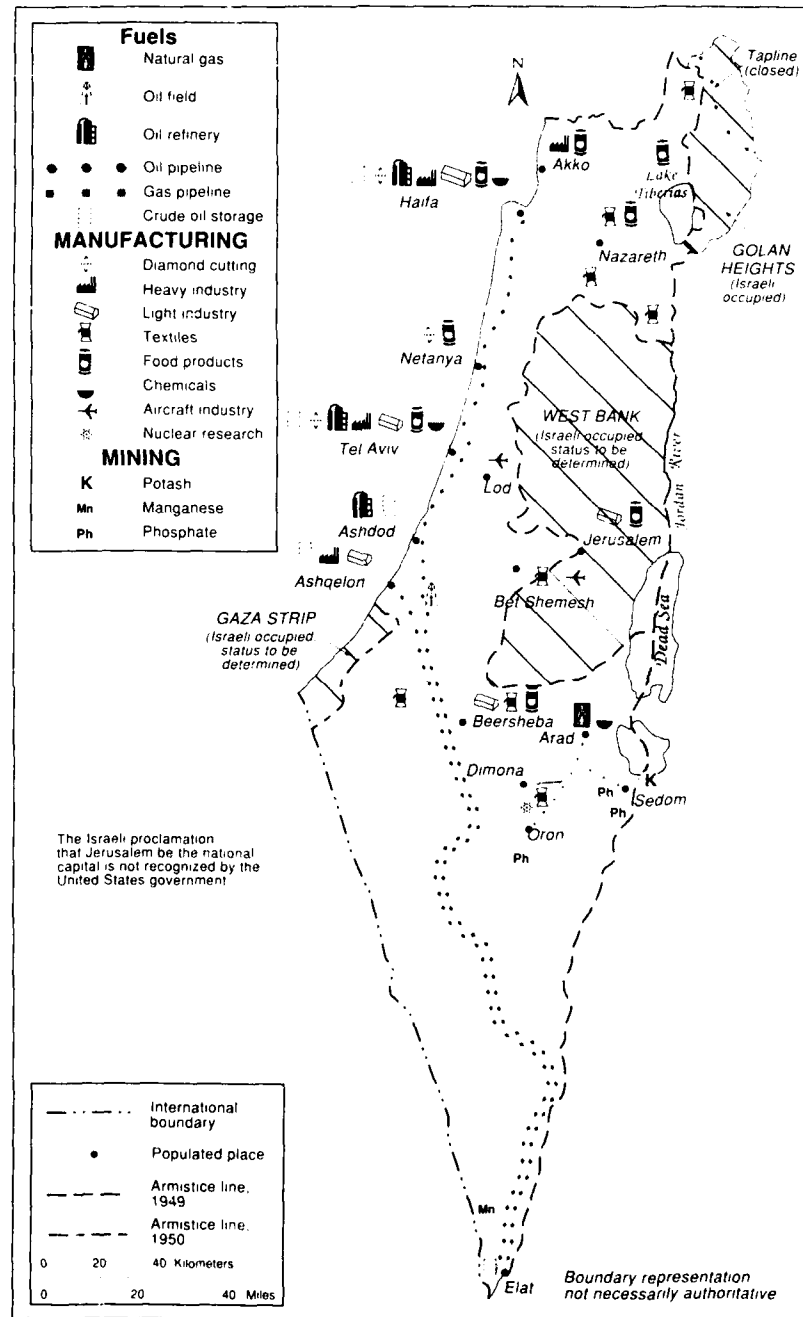 Fuels
Natural gas
Oil field
Oil refinery
Oil pipeline
Gas pipeline
Crude oil storage
MANUFACTURING
Diamond cutting
Heavy industry
Light industry
Textiles
Food products
Chemicals
Aircraft industry
Nuclear research
MINING
K Potash
Mn Manganese
Ph Phosphate
N
Tapline
(closed)
Akko
Lake
Tiberias
Haifa
Nazareth
GOLAN
HEIGHTS
(Israeli
occupied)
Netanya
WEST BANK
(Israeli occupied
status to be
determined)
Jordan River
Tel Aviv
Lod
Ashdod
Jerusalem
Ashqelon
Bet Shemesh
Dead Sea
GAZA STRIP
(Israeli occupied
status to be
determined)
Beersheba
Arad
Dimona
Ph
K
Sedom
Ph
Oron
Ph
The Israeli proclamation
that Jerusalem be the national
capital is not recognized by the
United States government
International
boundary
Populated place
Armistice line,
1949
Armistice line,
1950
0 20 40 Kilometers
0 20 40 Miles
Mn
Elat
Boundary representation
not necessarily authoritative